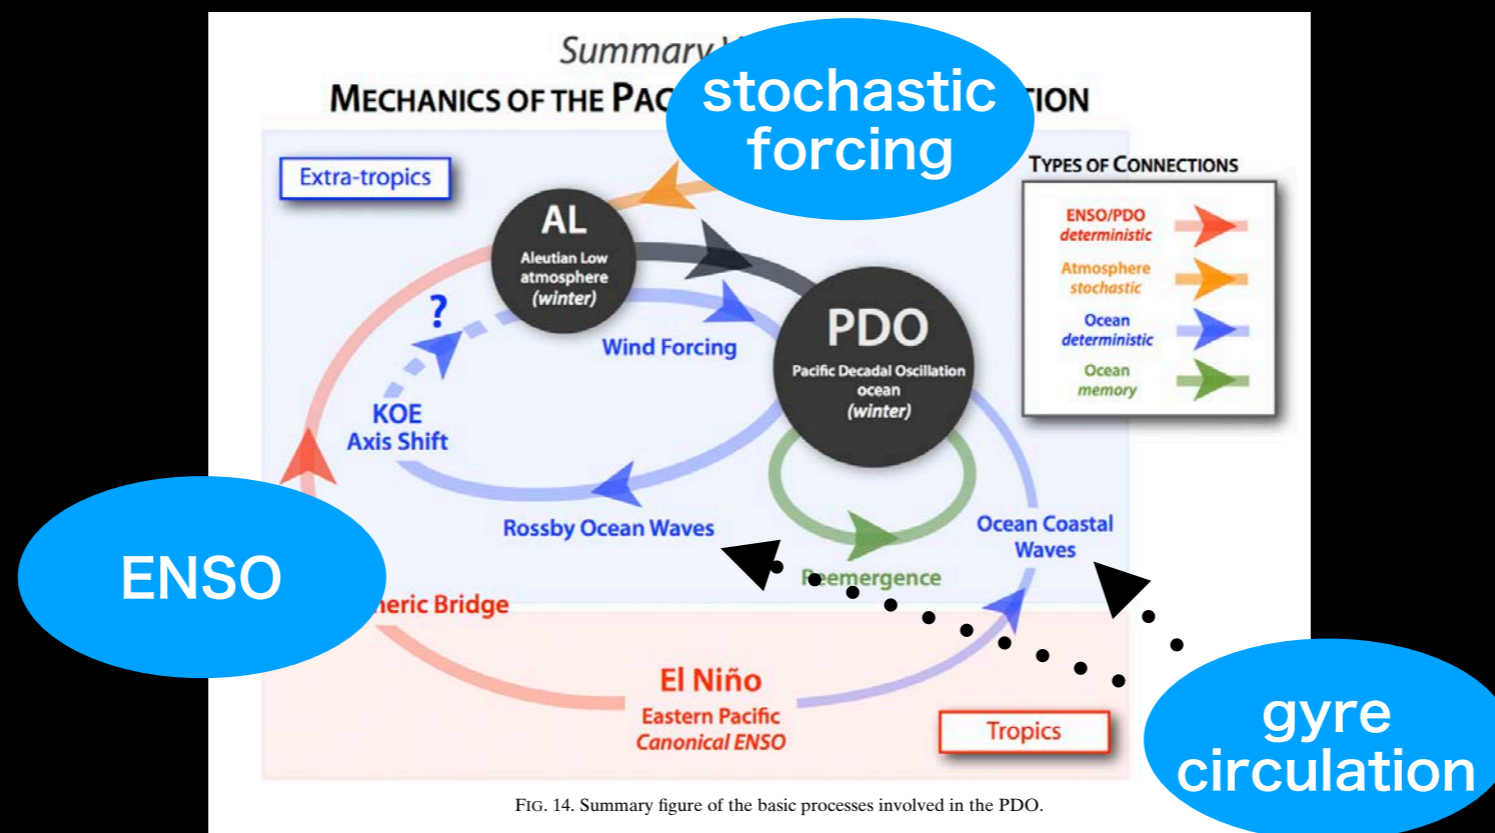 Summary
MECHANICS OF THE PAC
TION
stochastic
forcing
Extra-tropics
TYPES OF CONNECTIONS
ENSO/PDO
deterministic
Atmosphere
stochastic
Ocean
deterministic
Ocean
memory
AL
Aleutian Low
atmosphere
(winter)
?
Wind Forcing
PDO
Pacific Decadal Oscillation
ocean
(winter)
KOE
Axis Shift
Rossby Ocean Waves
Ocean Coastal
Waves
Reemergence
ENSO
heric Bridge
El Niño
Eastern Pacific
Canonical ENSO
Tropics
gyre
circulation
FIG. 14. Summary figure of the basic processes involved in the PDO.